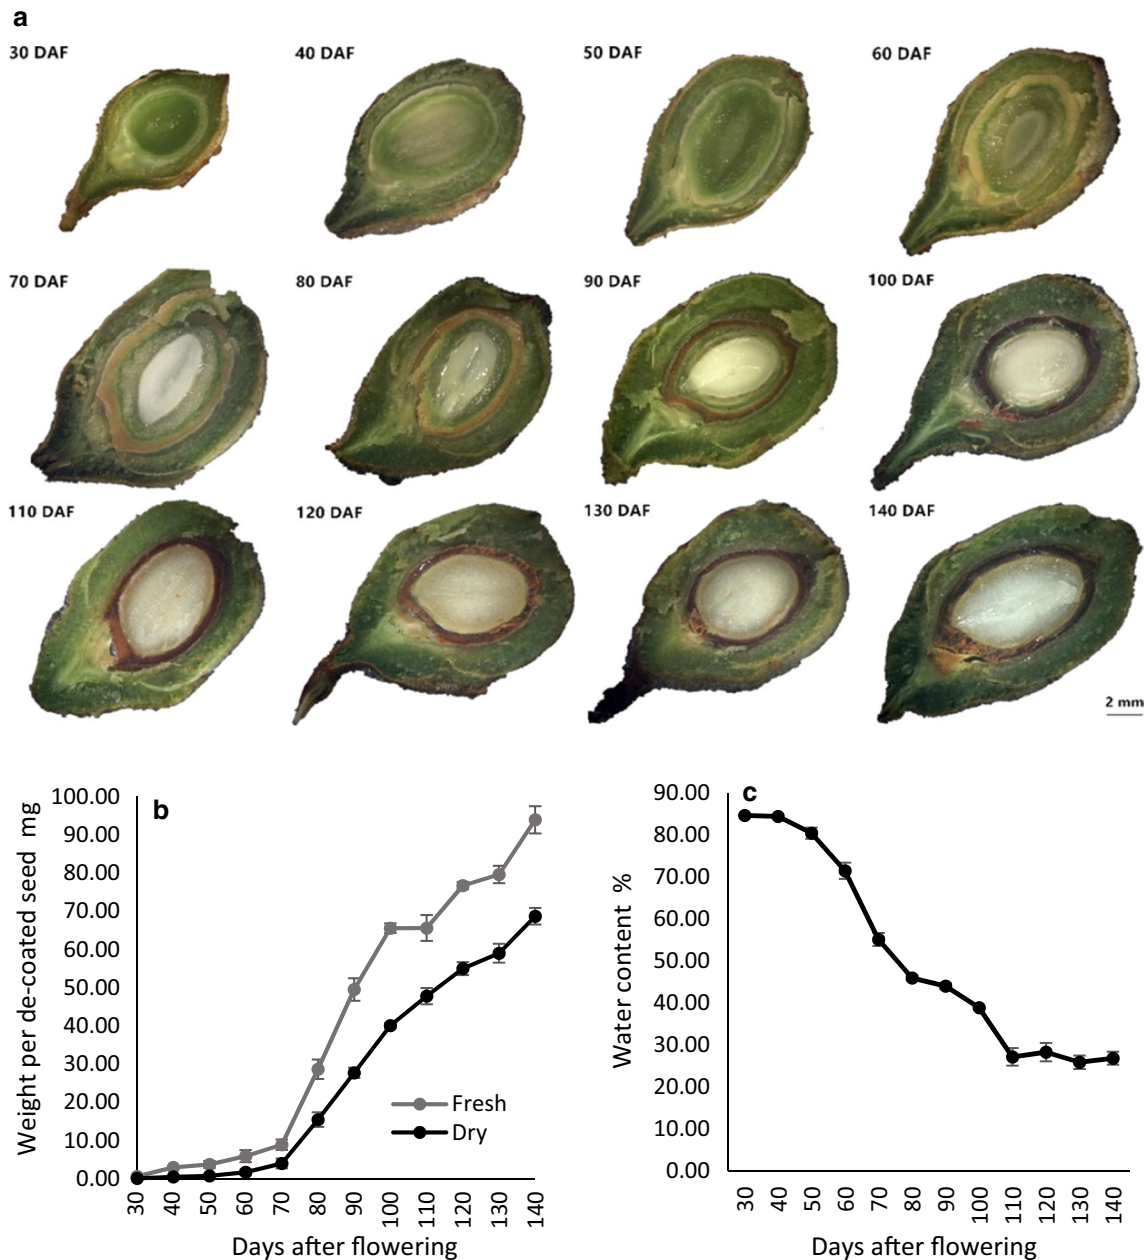 a
30 DAF
40 DAF
50 DAF
60 DAF
70 DAF
80 DAF
90 DAF
100 DAF
110 DAF
120 DAF
130 DAF
140 DAF
2 mm
b
Weight per de-coated seed mg
100.00
90.00
80.00
70.00
60.00
50.00
40.00
30.00
20.00
10.00
0.00
Fresh
Dry
30 40 50 60 70 80 90 100 110 120 130 140
Days after flowering
c
Water content %
90.00
80.00
70.00
60.00
50.00
40.00
30.00
20.00
10.00
0.00
30 40 50 60 70 80 90 100 110 120 130 140
Days after flowering